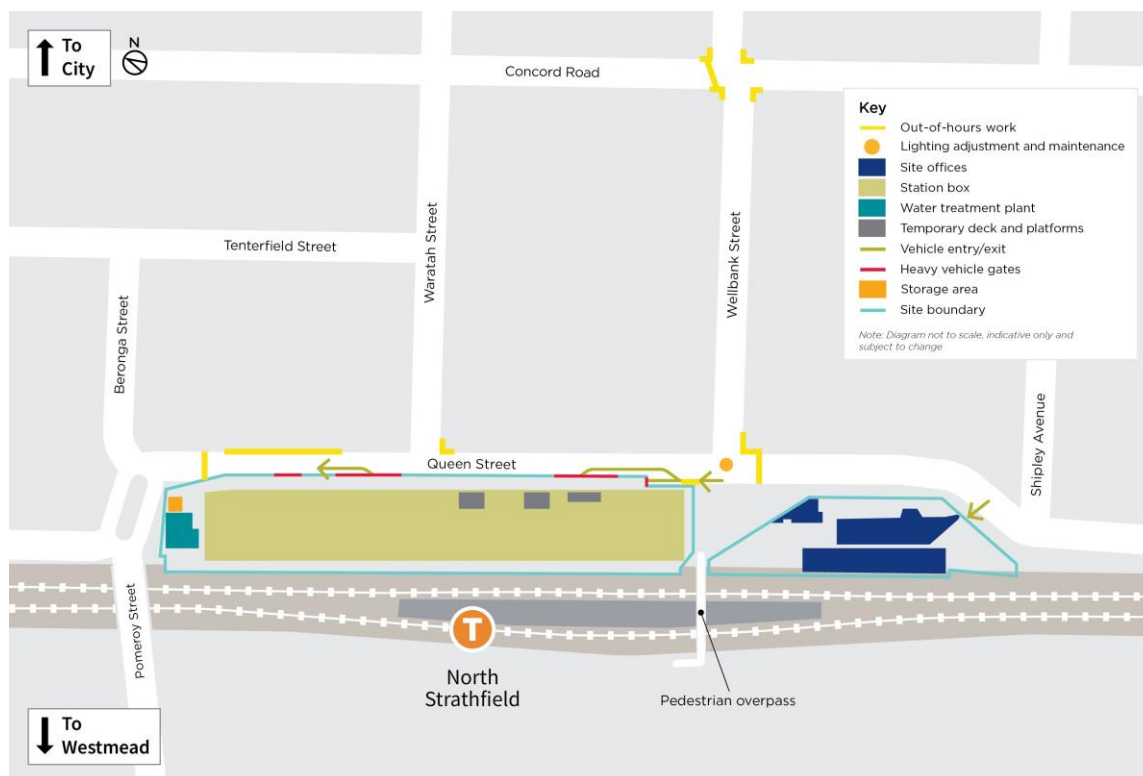 To
City
N
Concord Road
Key
Out-of-hours work
Lighting adjustment and maintenance
Site offices
Station box
Water treatment plant
Temporary deck and platforms
Vehicle entry/exit
Heavy vehicle gates
Storage area
Site boundary
Note: Diagram not to scale, indicative only and
subject to change
Tenterfield Street
Waratah Street
Wellbank Street
Beronga Street
Shipley Avenue
Queen Street
Pomeroy Street
T
North
Strathfield
Pedestrian overpass
To
Westmead